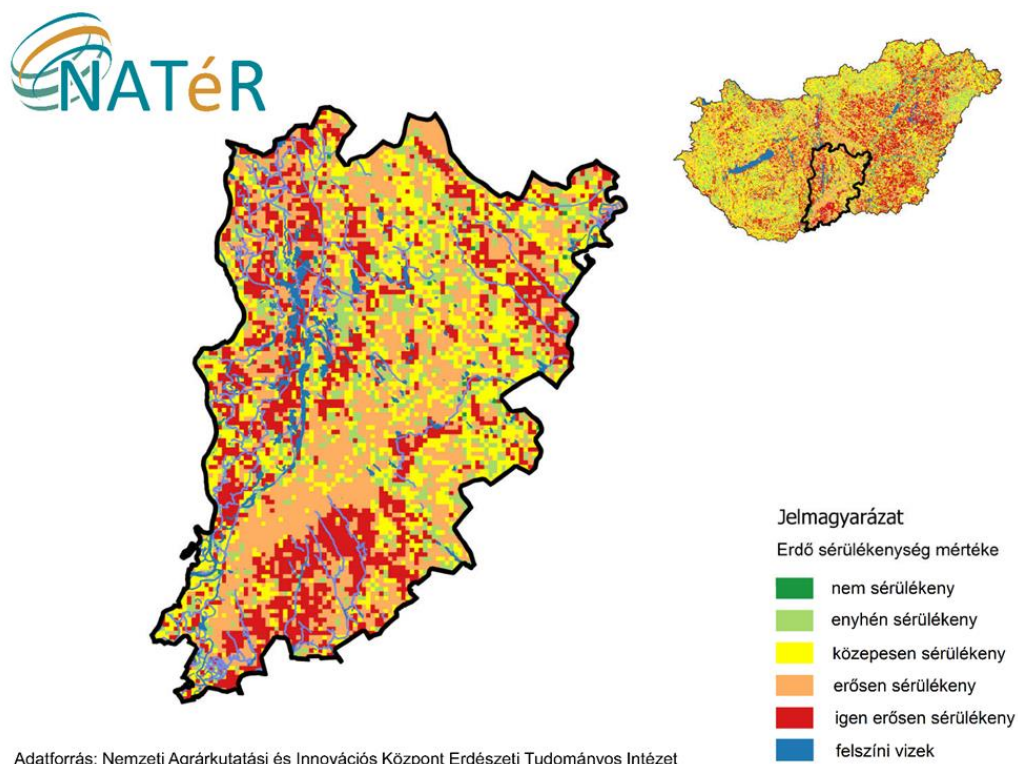 NATéR
Jelmagyarázat
Erdő sérülékenység mértéke
nem sérülékeny
enyhén sérülékeny
közepesen sérülékeny
erősen sérülékeny
igen erősen sérülékeny
felszíni vizek
Adatforrás: Nemzeti Agrárkutatási és Innovációs Központ Erdészeti Tudományos Intézet